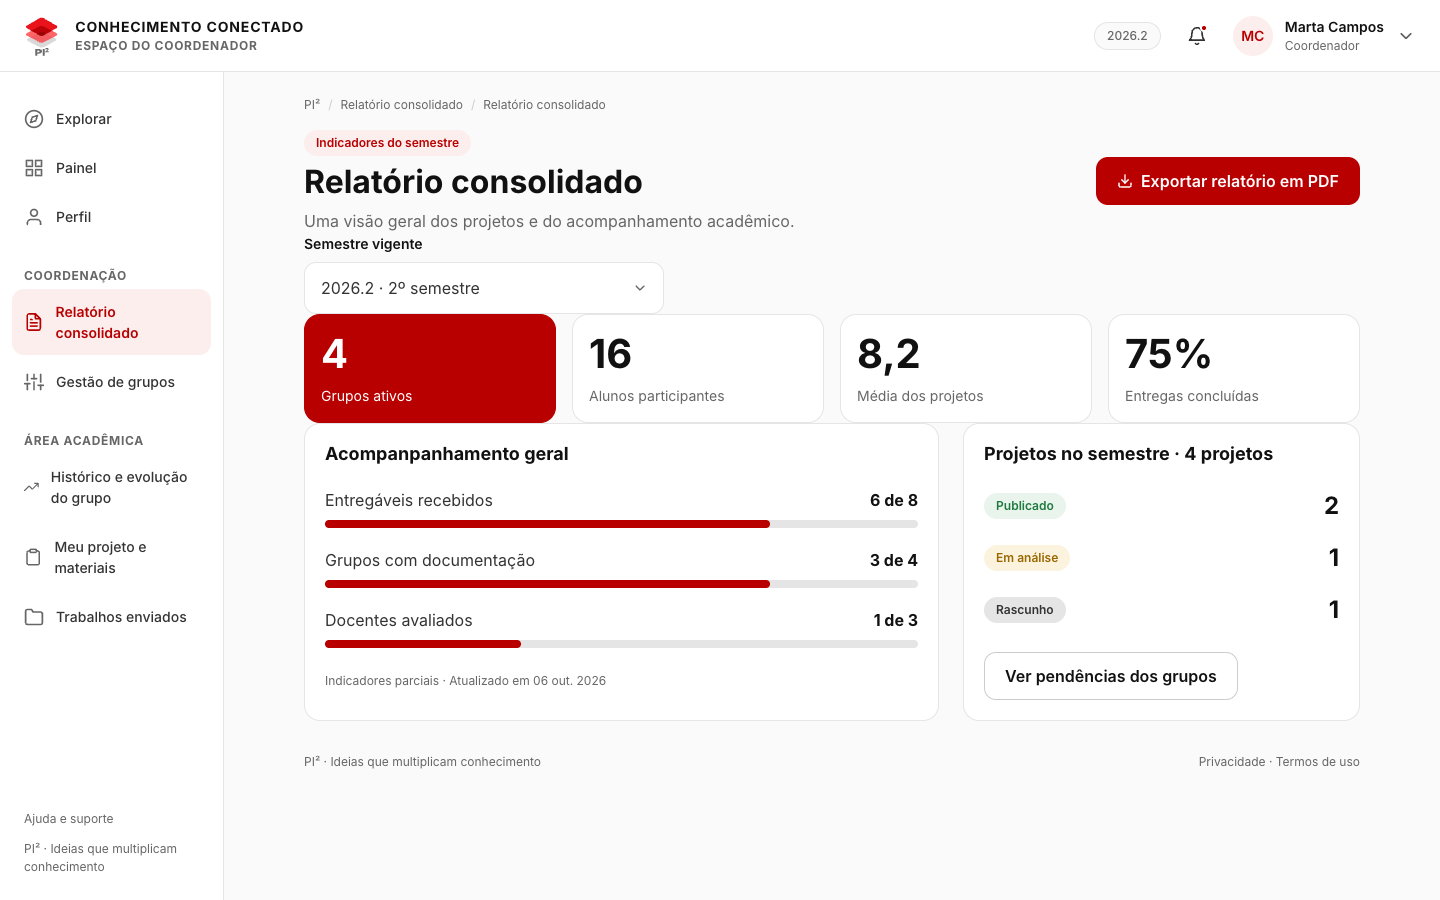 PI²
CONHECIMENTO CONECTADO
ESPAÇO DO COORDENADOR
2026.2
MC
Marta Campos
Coordenador
Explorar
Painel
Perfil
COORDENAÇÃO
Relatório
consolidado
Gestão de grupos
ÁREA ACADÊMICA
Histórico e evolução
do grupo
Meu projeto e
materiais
Trabalhos enviados
Ajuda e suporte
PI² · Ideias que multiplicam
conhecimento
PI² / Relatório consolidado / Relatório consolidado
Indicadores do semestre
Relatório consolidado
Uma visão geral dos projetos e do acompanhamento acadêmico.
Exportar relatório em PDF
Semestre vigente
2026.2 · 2º semestre
4
Grupos ativos
16
Alunos participantes
8,2
Média dos projetos
75%
Entregas concluídas
Acompanpanhamento geral
Entregáveis recebidos 6 de 8
Grupos com documentação 3 de 4
Docentes avaliados 1 de 3
Indicadores parciais · Atualizado em 06 out. 2026
Projetos no semestre · 4 projetos
Publicado 2
Em análise 1
Rascunho 1
Ver pendências dos grupos
PI² · Ideias que multiplicam conhecimento
Privacidade · Termos de uso